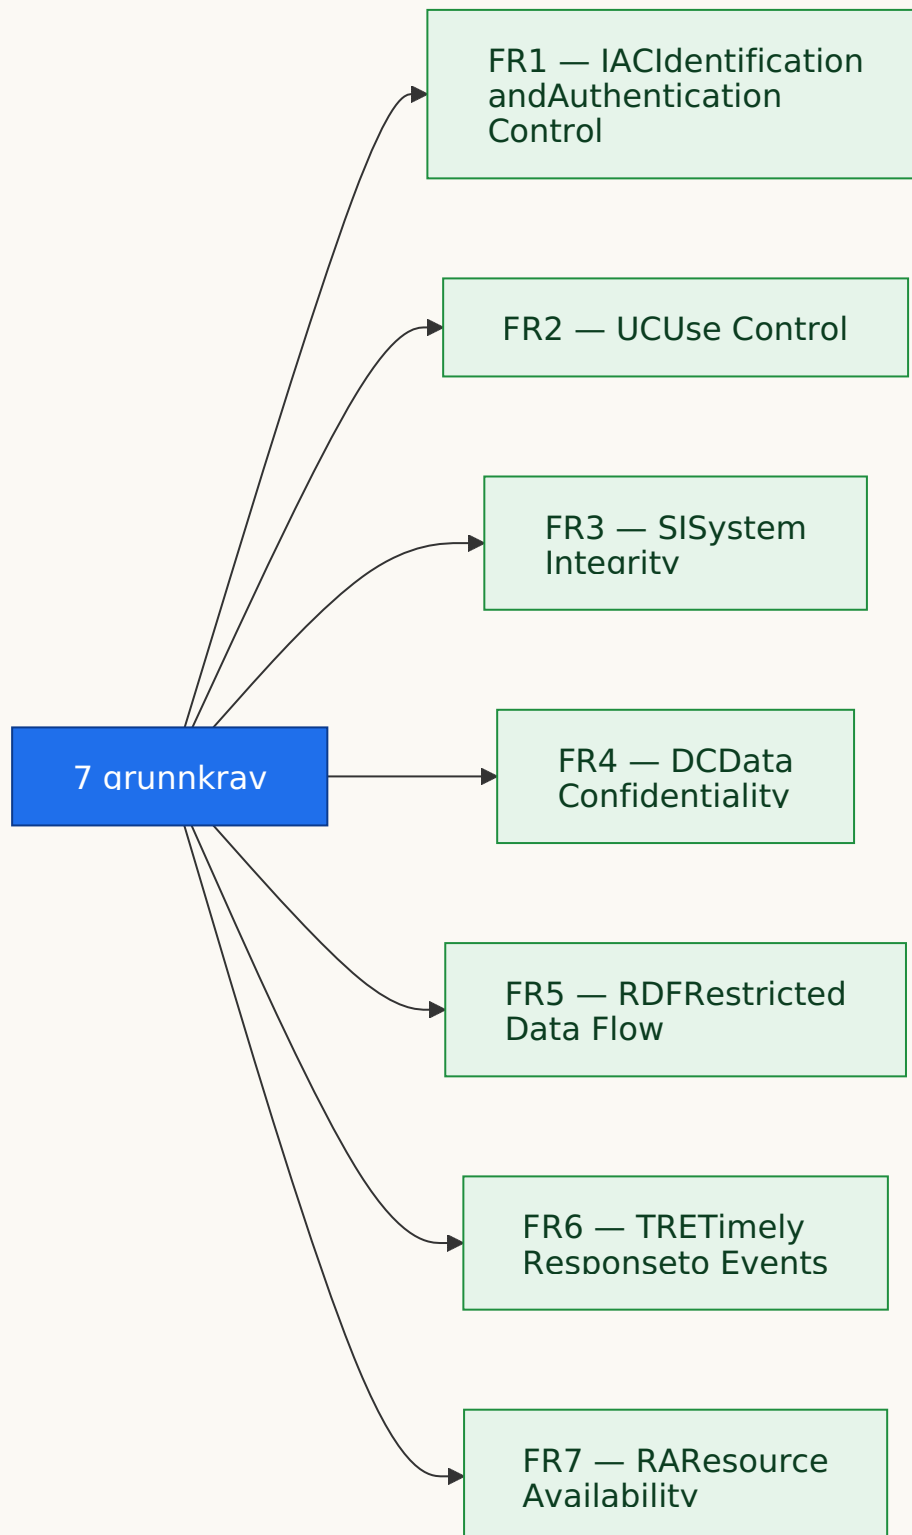 FR1 — IACIdentification
andAuthentication
Control
FR2 — UCUse Control
FR3 — SISystem
Integrity
7 grunnkrav
FR4 — DCData
Confidentiality
FR5 — RDFRestricted
Data Flow
FR6 — TRETimely
Responseto Events
FR7 — RAResource
Availability